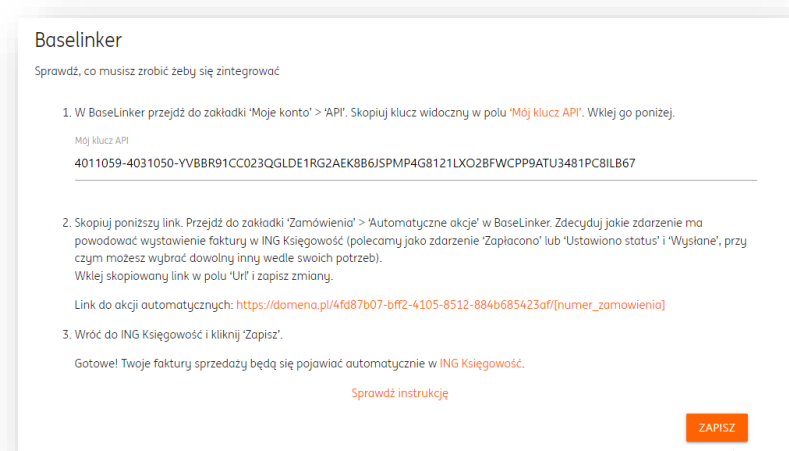 Baselinker
Sprawdź, co musisz zrobić żeby się zintegrować
1. W BaseLinker przejdź do zakładki ‘Moje konto’ > ‘API’. Skopiuj klucz widoczny w polu ‘Mój klucz API’. Wklej go poniżej.
Mój klucz API
4011059-4031050-YVBBR91CC023QGLDE1RG2AEK8B6JSPMP4G8121LXO2BFWCPP9ATU3481PC8ILB67
2. Skopiuj poniższy link. Przejdź do zakładki ‘Zamówienia’ > ‘Automatyczne akcje’ w BaseLinker. Zdecyduj jakie zdarzenie ma
powodować wystawienie faktury w ING Księgowość (polecamy jako zdarzenie ‘Zapłacono’ lub ‘Ustawiono status’ i ‘Wysłane’, przy
czym możesz wybrać dowolny inny wedle swoich potrzeb).
Wklej skopiowany link w polu ‘Url’ i zapisz zmiany.
Link do akcji automatycznych: https://domena.pl/4fd87b07-bff2-4105-8512-884b685423af/[numer_zamowienia]
3. Wróć do ING Księgowość i kliknij ‘Zapisz’.
Gotowe! Twoje faktury sprzedaży będą się pojawiać automatycznie w ING Księgowość.
Sprawdź instrukcję
ZAPISZ